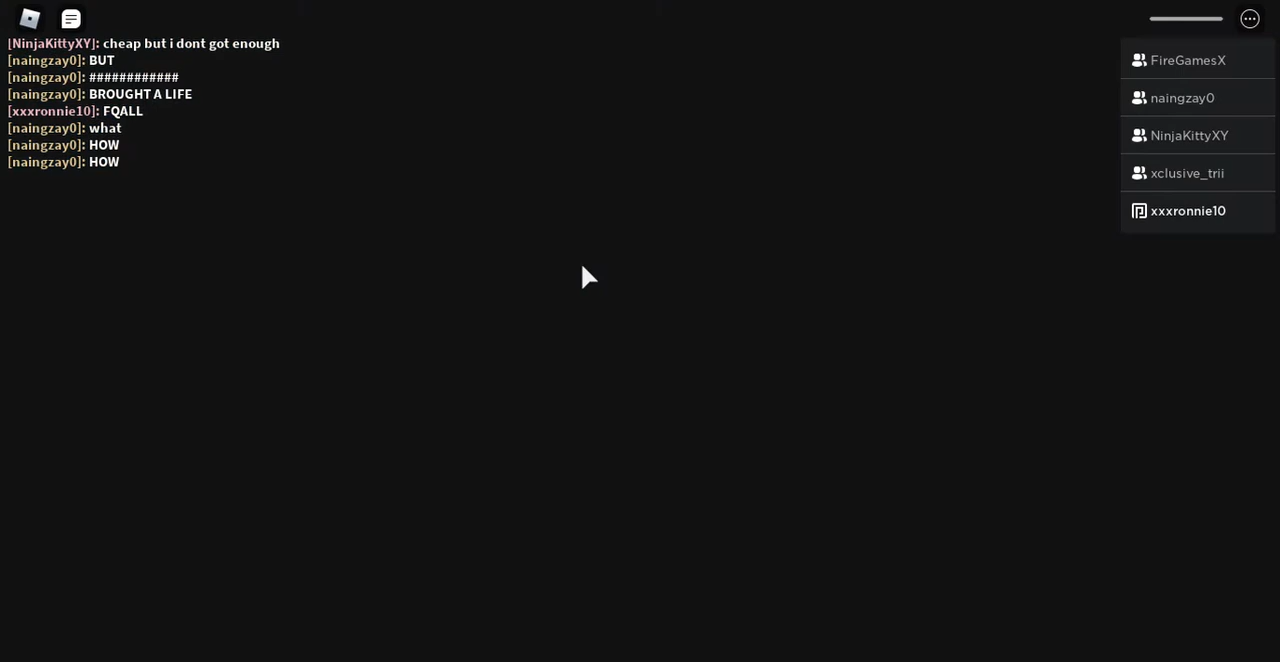 [NinjaKittyXY]: cheap but i dont got enough
[naingzay0]: BUT
[naingzay0]: ############
[naingzay0]: BROUGHT A LIFE
[xxxronnie10]: FQALL
[naingzay0]: what
[naingzay0]: HOW
[naingzay0]: HOW
FireGamesX
naingzay0
NinjaKittyXY
xclusive_trii
xxxronnie10